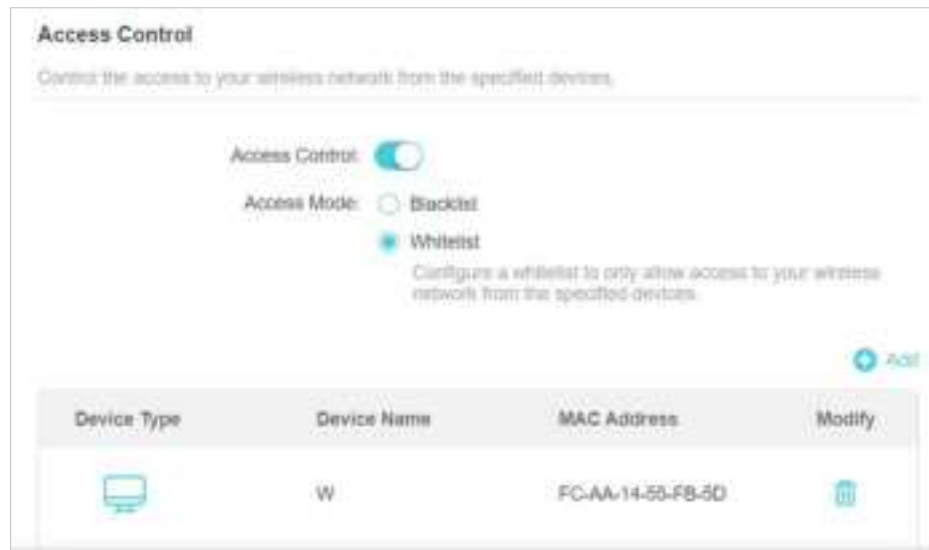 Access Control
Control the access to your wireless network from the specified devices.
Access Control:
Access Mode: Blacklist
Whitelist
Configure a whitelist to only allow access to your wireless
network from the specified devices.
Add
Device Type Device Name MAC Address Modify
W FC-AA-14-55-FB-5D